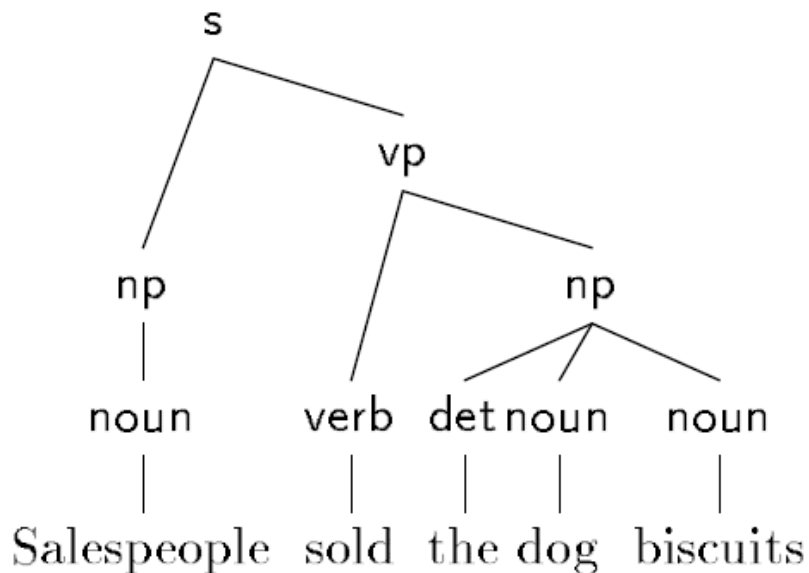 s
vp
np np
noun verb det noun noun
Salespeople sold the dog biscuits